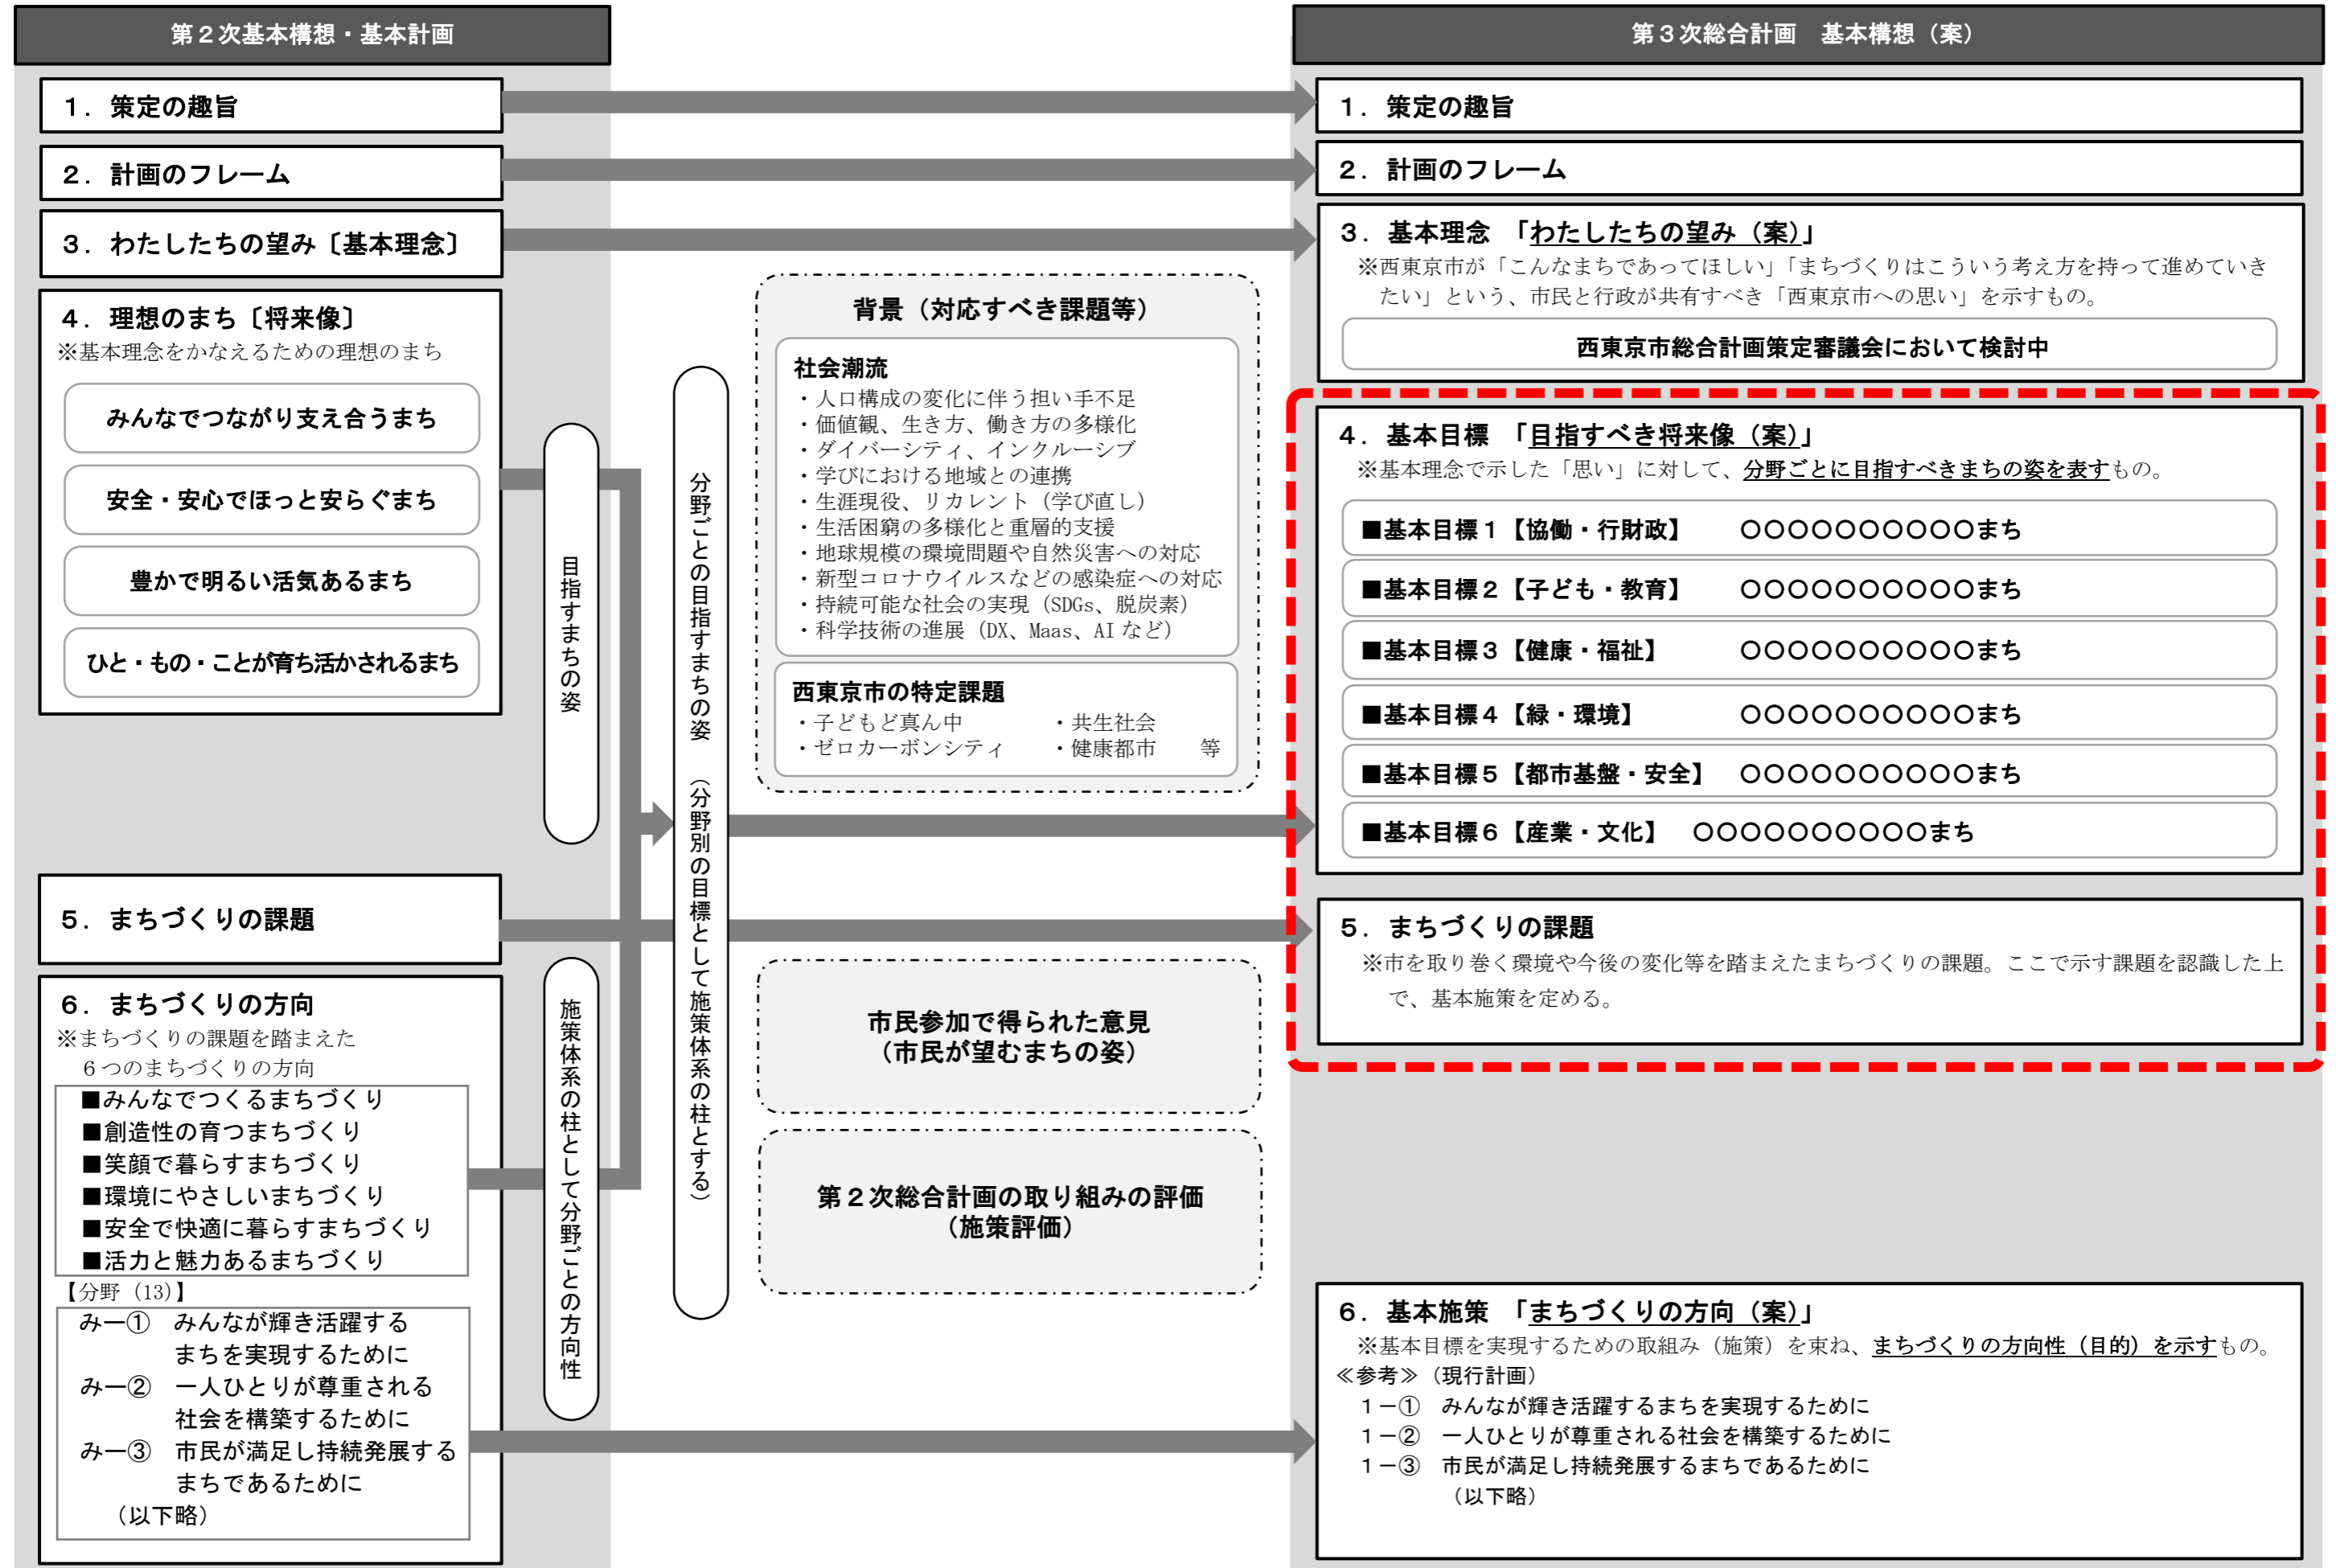 第２次基本構想・基本計画
１．策定の趣旨
２．計画のフレーム
３．わたしたちの望み〔基本理念〕
４．理想のまち〔将来像〕
※基本理念をかなえるための理想のまち
みんなでつながり支え合うまち
安全・安心でほっと安らぐまち
豊かで明るい活気あるまち
ひと・もの・ことが育ち活かされるまち
５．まちづくりの課題
６．まちづくりの方向
※まちづくりの課題を踏まえた
６つのまちづくりの方向
■みんなでつくるまちづくり
■創造性の育つまちづくり
■笑顔で暮らすまちづくり
■環境にやさしいまちづくり
■安全で快適に暮らすまちづくり
■活力と魅力あるまちづくり
【分野（13）】
みー① みんなが輝き活躍する
まちを実現するために
みー② 一人ひとりが尊重される
社会を構築するために
みー③ 市民が満足し持続発展する
まちであるために
（以下略）
目指すまちの姿
施策体系の柱として分野ごとの方向性
分野ごとの目指すまちの姿 （分野別の目標として施策体系の柱とする）
背景（対応すべき課題等）
社会潮流
・人口構成の変化に伴う担い手不足
・価値観、生き方、働き方の多様化
・ダイバーシティ、インクルーシブ
・学びにおける地域との連携
・生涯現役、リカレント（学び直し）
・生活困窮の多様化と重層的支援
・地球規模の環境問題や自然災害への対応
・新型コロナウイルスなどの感染症への対応
・持続可能な社会の実現（SDGs、脱炭素）
・科学技術の進展（DX、Maas、AIなど）
西東京市の特定課題
・子どもど真ん中 ・共生社会
・ゼロカーボンシティ ・健康都市 等
市民参加で得られた意見
（市民が望むまちの姿）
第２次総合計画の取り組みの評価
（施策評価）
第３次総合計画 基本構想（案）
１．策定の趣旨
２．計画のフレーム
３．基本理念 「わたしたちの望み（案）」
※西東京市が「こんなまちであってほしい」「まちづくりはこういう考え方を持って進めていき
たい」という、市民と行政が共有すべき「西東京市への思い」を示すもの。
西東京市総合計画策定審議会において検討中
４．基本目標 「目指すべき将来像（案）」
※基本理念で示した「思い」に対して、分野ごとに目指すべきまちの姿を表すもの。
■基本目標１【協働・行財政】 〇〇〇〇〇〇〇〇〇〇まち
■基本目標２【子ども・教育】 〇〇〇〇〇〇〇〇〇〇まち
■基本目標３【健康・福祉】 〇〇〇〇〇〇〇〇〇〇まち
■基本目標４【緑・環境】 〇〇〇〇〇〇〇〇〇〇まち
■基本目標５【都市基盤・安全】 〇〇〇〇〇〇〇〇〇〇まち
■基本目標６【産業・文化】 〇〇〇〇〇〇〇〇〇〇まち
５．まちづくりの課題
※市を取り巻く環境や今後の変化等を踏まえたまちづくりの課題。ここで示す課題を認識した上
で、基本施策を定める。
６．基本施策 「まちづくりの方向（案）」
※基本目標を実現するための取組み（施策）を束ね、まちづくりの方向性（目的）を示すもの。
≪参考≫（現行計画）
１－① みんなが輝き活躍するまちを実現するために
１－② 一人ひとりが尊重される社会を構築するために
１－③ 市民が満足し持続発展するまちであるために
（以下略）